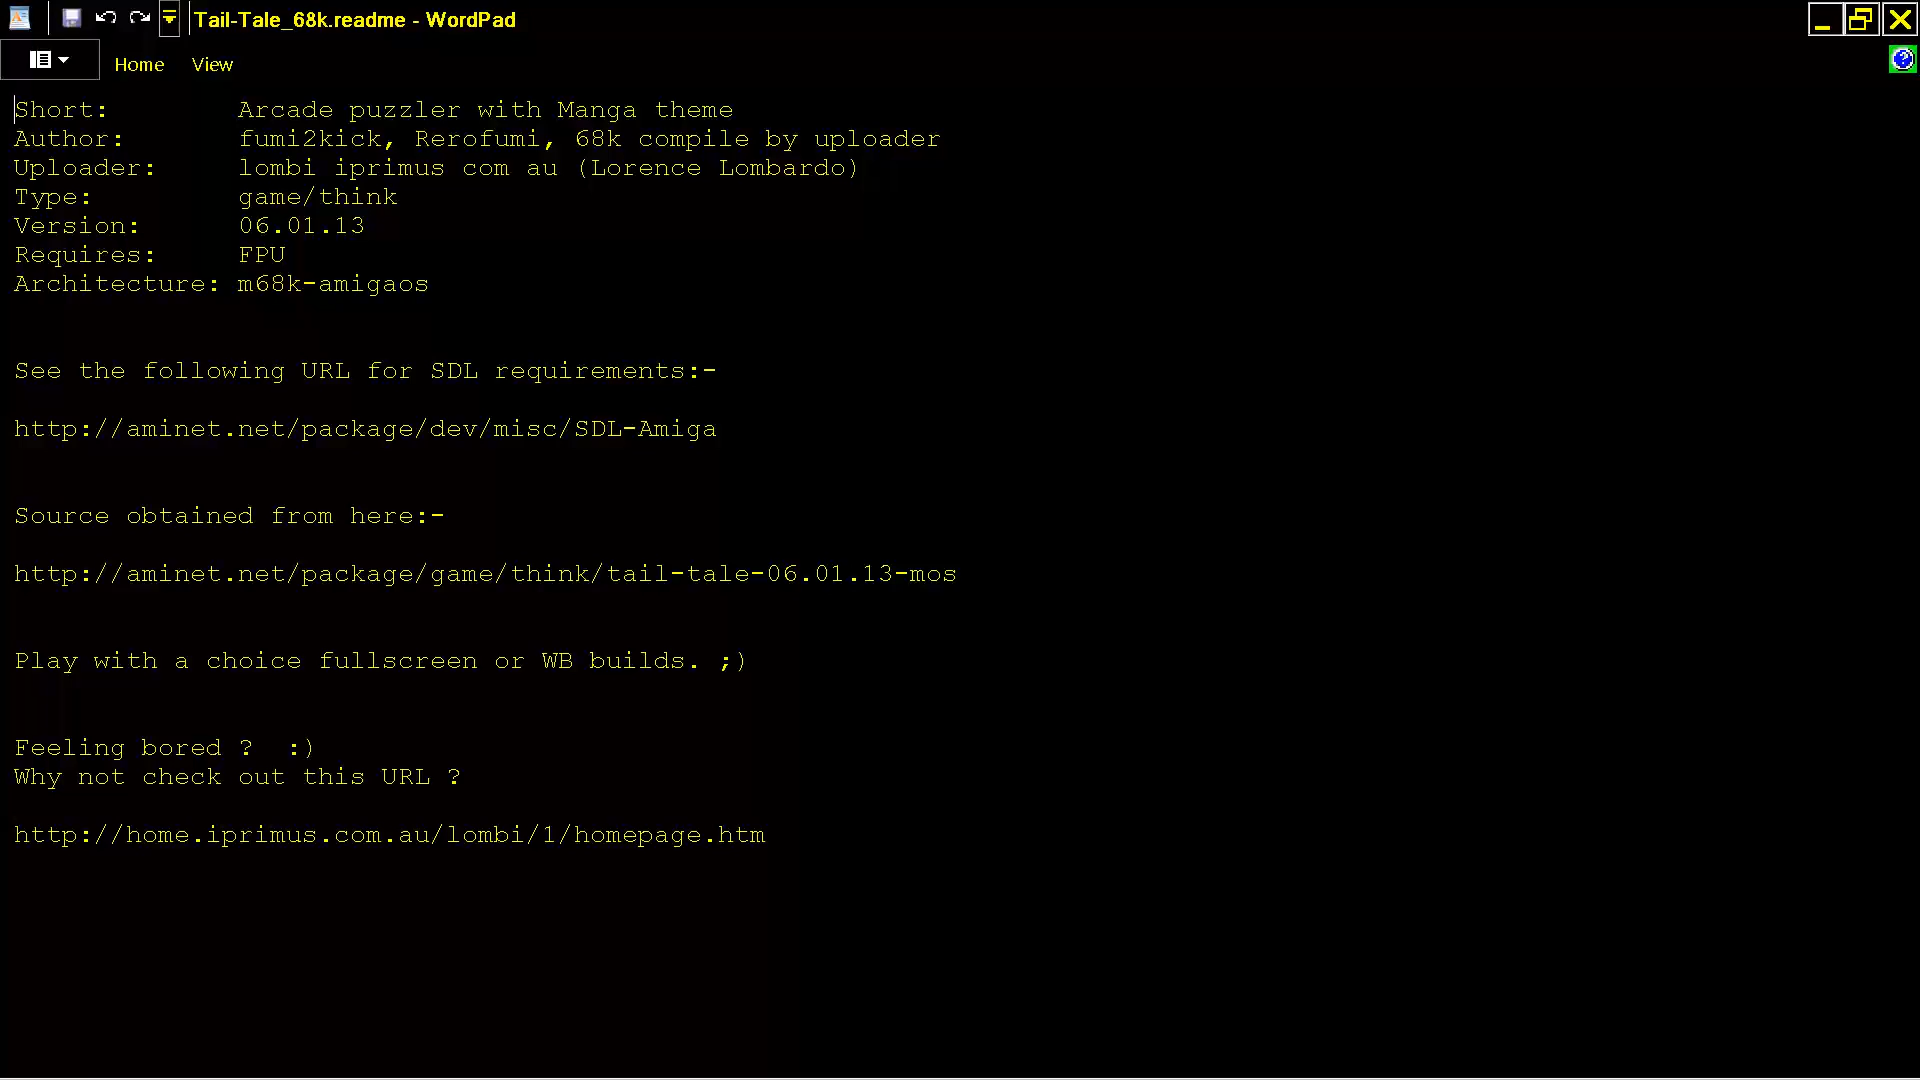 Tail-Tale_68k.readme - WordPad
Home View
Short: Arcade puzzler with Manga theme
Author: fumi2kick, Rerofumi, 68k compile by uploader
Uploader: lombi iprimus com au (Lorence Lombardo)
Type: game/think
Version: 06.01.13
Requires: FPU
Architecture: m68k-amigaos
See the following URL for SDL requirements:-
http://aminet.net/package/dev/misc/SDL-Amiga
Source obtained from here:-
http://aminet.net/package/game/think/tail-tale-06.01.13-mos
Play with a choice fullscreen or WB builds. ;)
Feeling bored ?  :)
Why not check out this URL ?
http://home.iprimus.com.au/lombi/1/homepage.htm